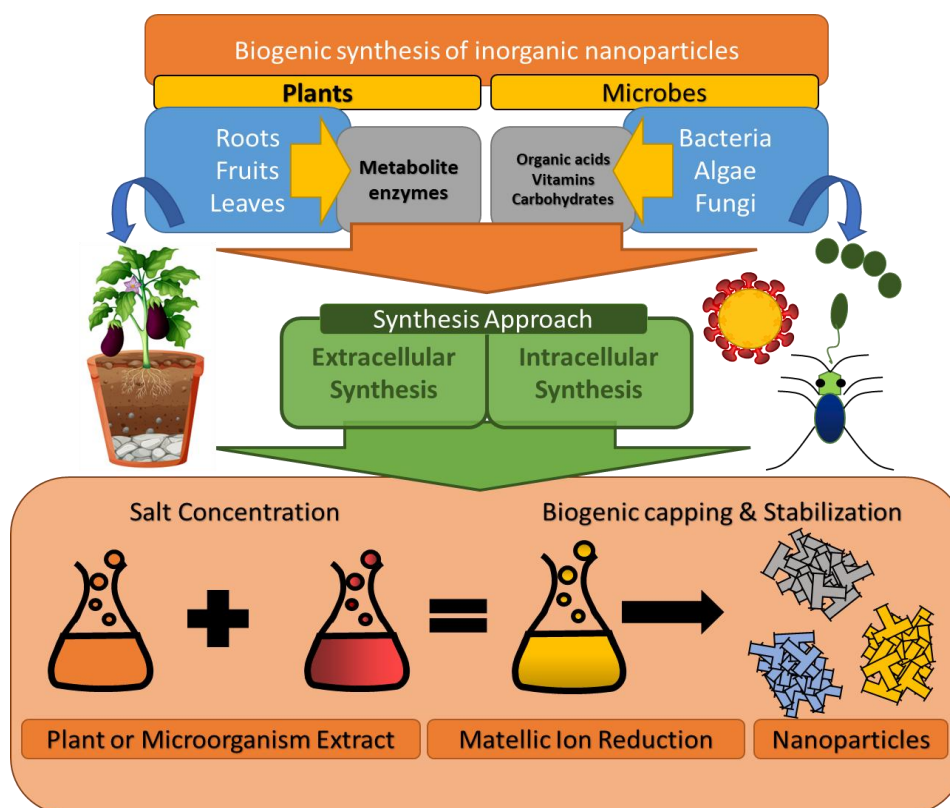 Biogenic synthesis of inorganic nanoparticles
Plants
Microbes
Roots
Fruits
Leaves
Metabolite
enzymes
Organic acids
Vitamins
Carbohydrates
Bacteria
Algae
Fungi
Synthesis Approach
Extracellular
Synthesis
Intracellular
Synthesis
Salt Concentration
Biogenic capping & Stabilization
Plant or Microorganism Extract
Matellic Ion Reduction
Nanoparticles